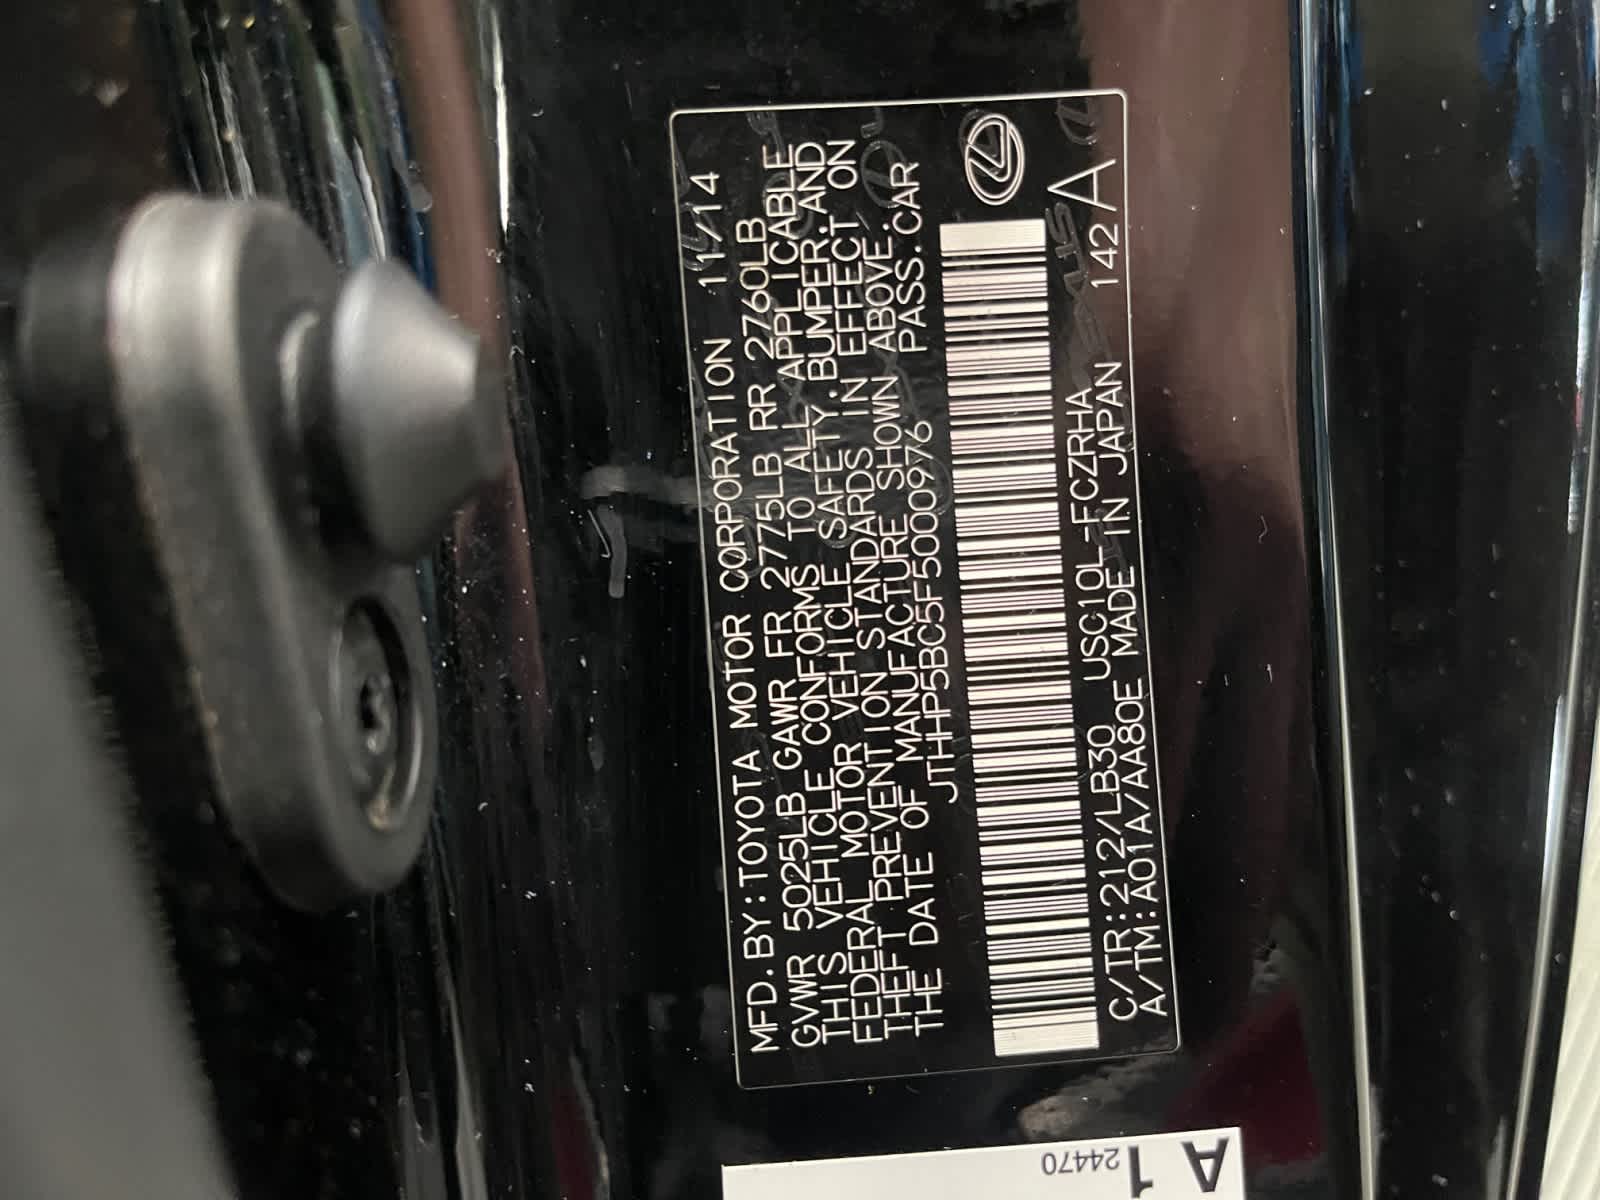 MFD.BY:TOYOTA MOTOR CORPORATION 11/14
GVWR 5025LB GAWR FR 2775LB RR 2760LB
THIS VEHICLE CONFORMS TO ALL APPLICABLE
FEDERAL MOTOR VEHICLE SAFETY, BUMPER, AND
THEFT PREVENTION STANDARDS IN EFFECT ON
THE DATE OF MANUFACTURE SHOWN ABOVE.
JTHHP5BC5F5000976 PASS.CAR
C/TR:212/LB30 USC10L-FCZRHA
A/TM:A01A/AA80E MADE IN JAPAN 142 A
LEXUS
A 1
24470